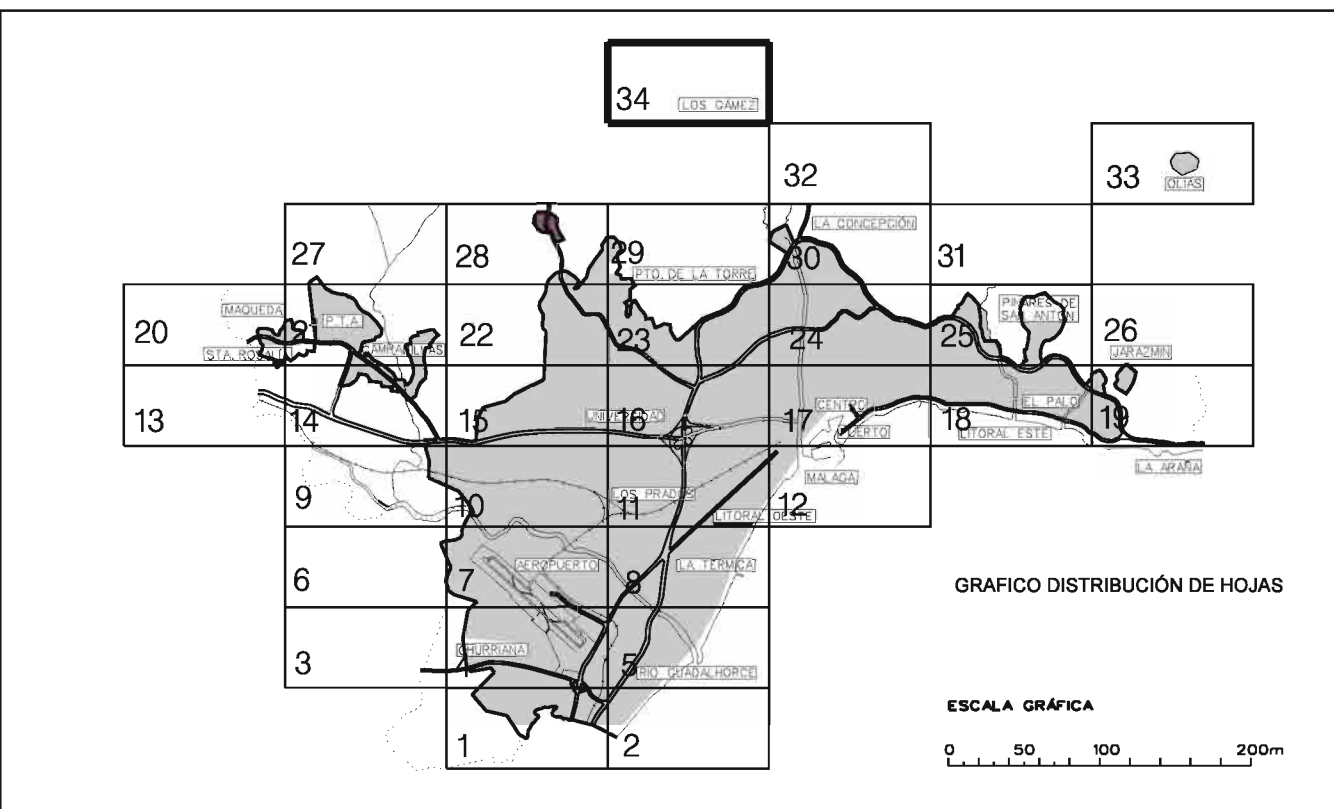 34 LOS GÁMEZ
32
33
OLIAS
27
28
29
LA CONCEPCIÓN
30
31
PTO. DE LA TORRE
MAQUEDA
P.T.A.
PINARES DE
SAN ANTON
20
22
23
24
25
26
STA. ROSALIA
CAMPANILLAS
JARAZMIN
13
14
15
UNIVERSIDAD
16
17
CENTRO
PUERTO
18
EL PALO
19
LITORAL ESTE
LA ARAÑA
MALAGA
9
10
LOS PRADOS
11
LITORAL OESTE
12
6
7
AEROPUERTO
8
LA TERMICA
GRAFICO DISTRIBUCIÓN DE HOJAS
3
CHURRIANA
5
RIO GUADALHORCE
ESCALA GRÁFICA
1
2
0 50 100 200m